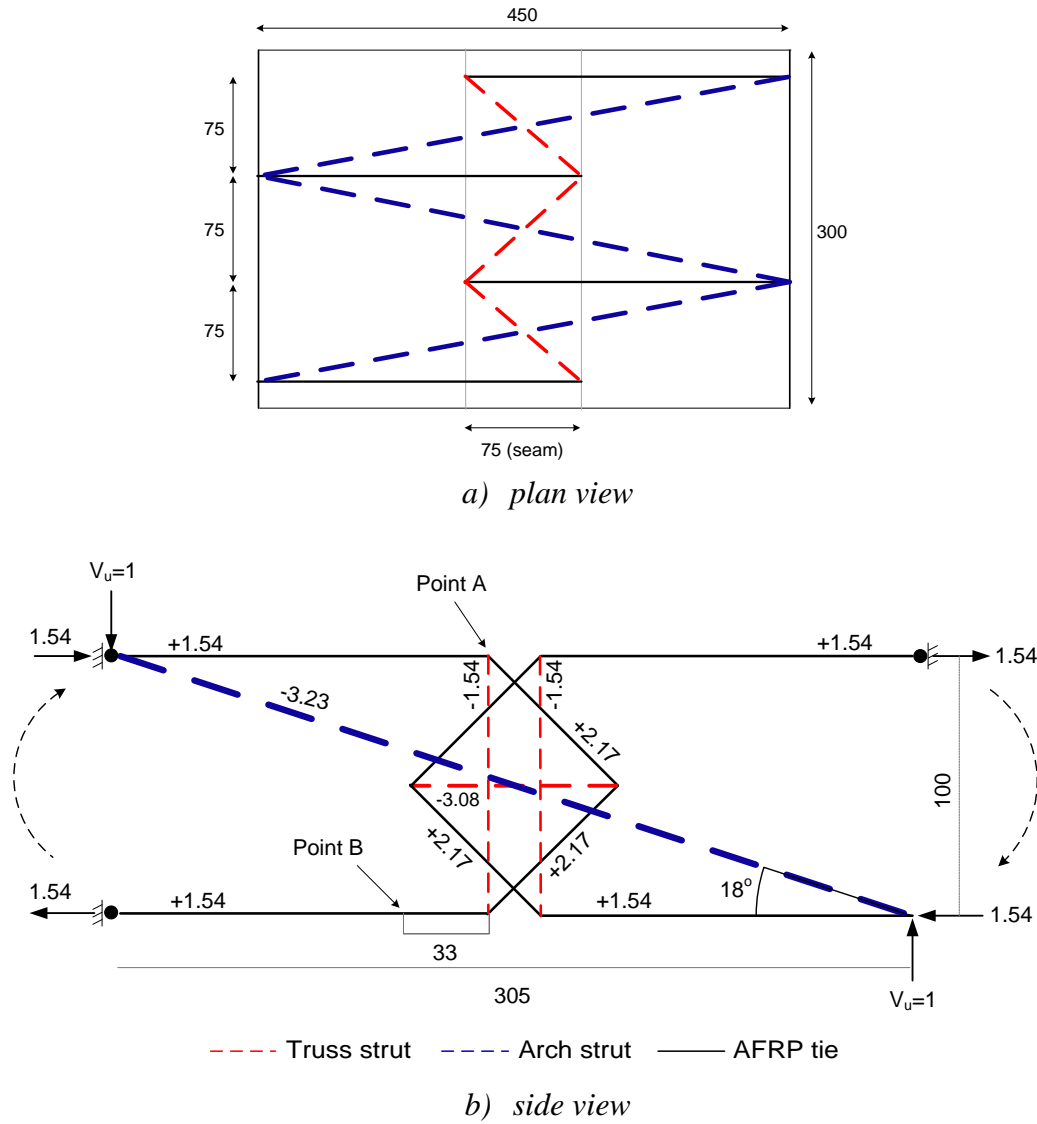 450
75
75
75
300
75 (seam)
a) plan view
Vu=1
Point A
1.54
+1.54
+1.54
1.54
-1.54
-1.54
-3.23
+2.17
-3.08
100
Point B
+2.17
+2.17
18°
1.54
+1.54
+1.54
1.54
33
305
Vu=1
Truss strut
Arch strut
AFRP tie
b) side view